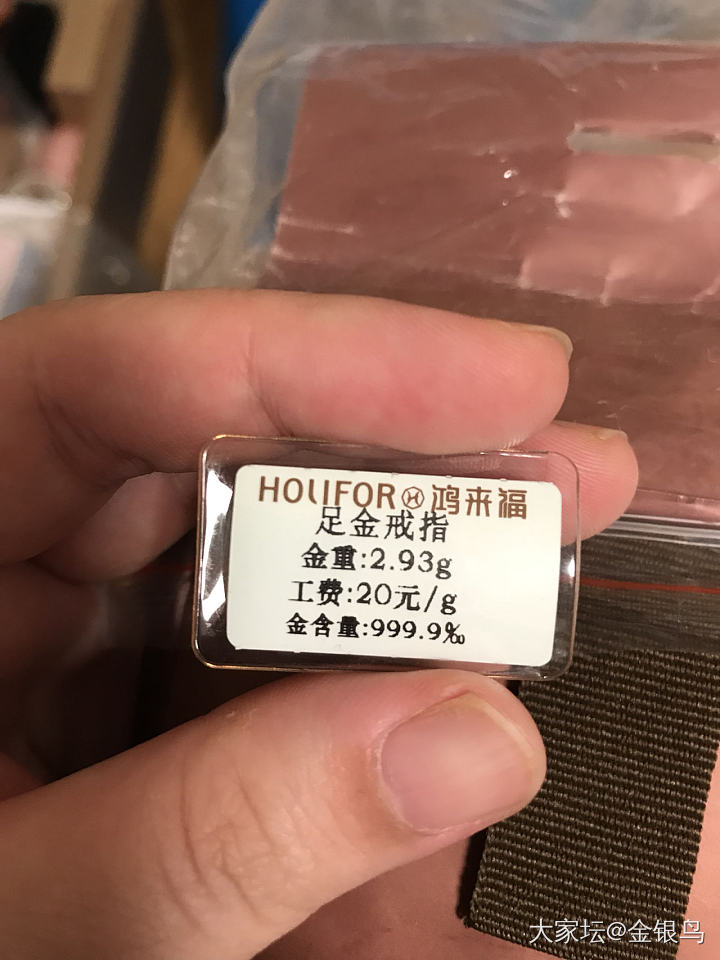 HOLIFOR 鸿来福
足金戒指
金重:2.93g
工费:20元/g
金含量:999.9‰
大家坛@金银鸟